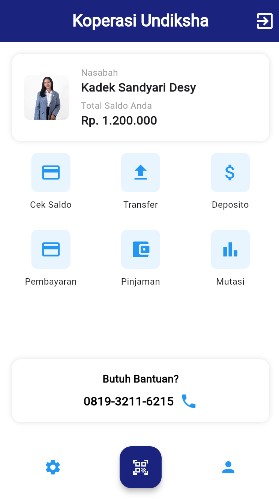 Koperasi Undiksha
Nasabah
Kadek Sandyari Desy
Total Saldo Anda
Rp. 1.200.000
Cek Saldo
Transfer
Deposito
Pembayaran
Pinjaman
Mutasi
Butuh Bantuan?
0819-3211-6215